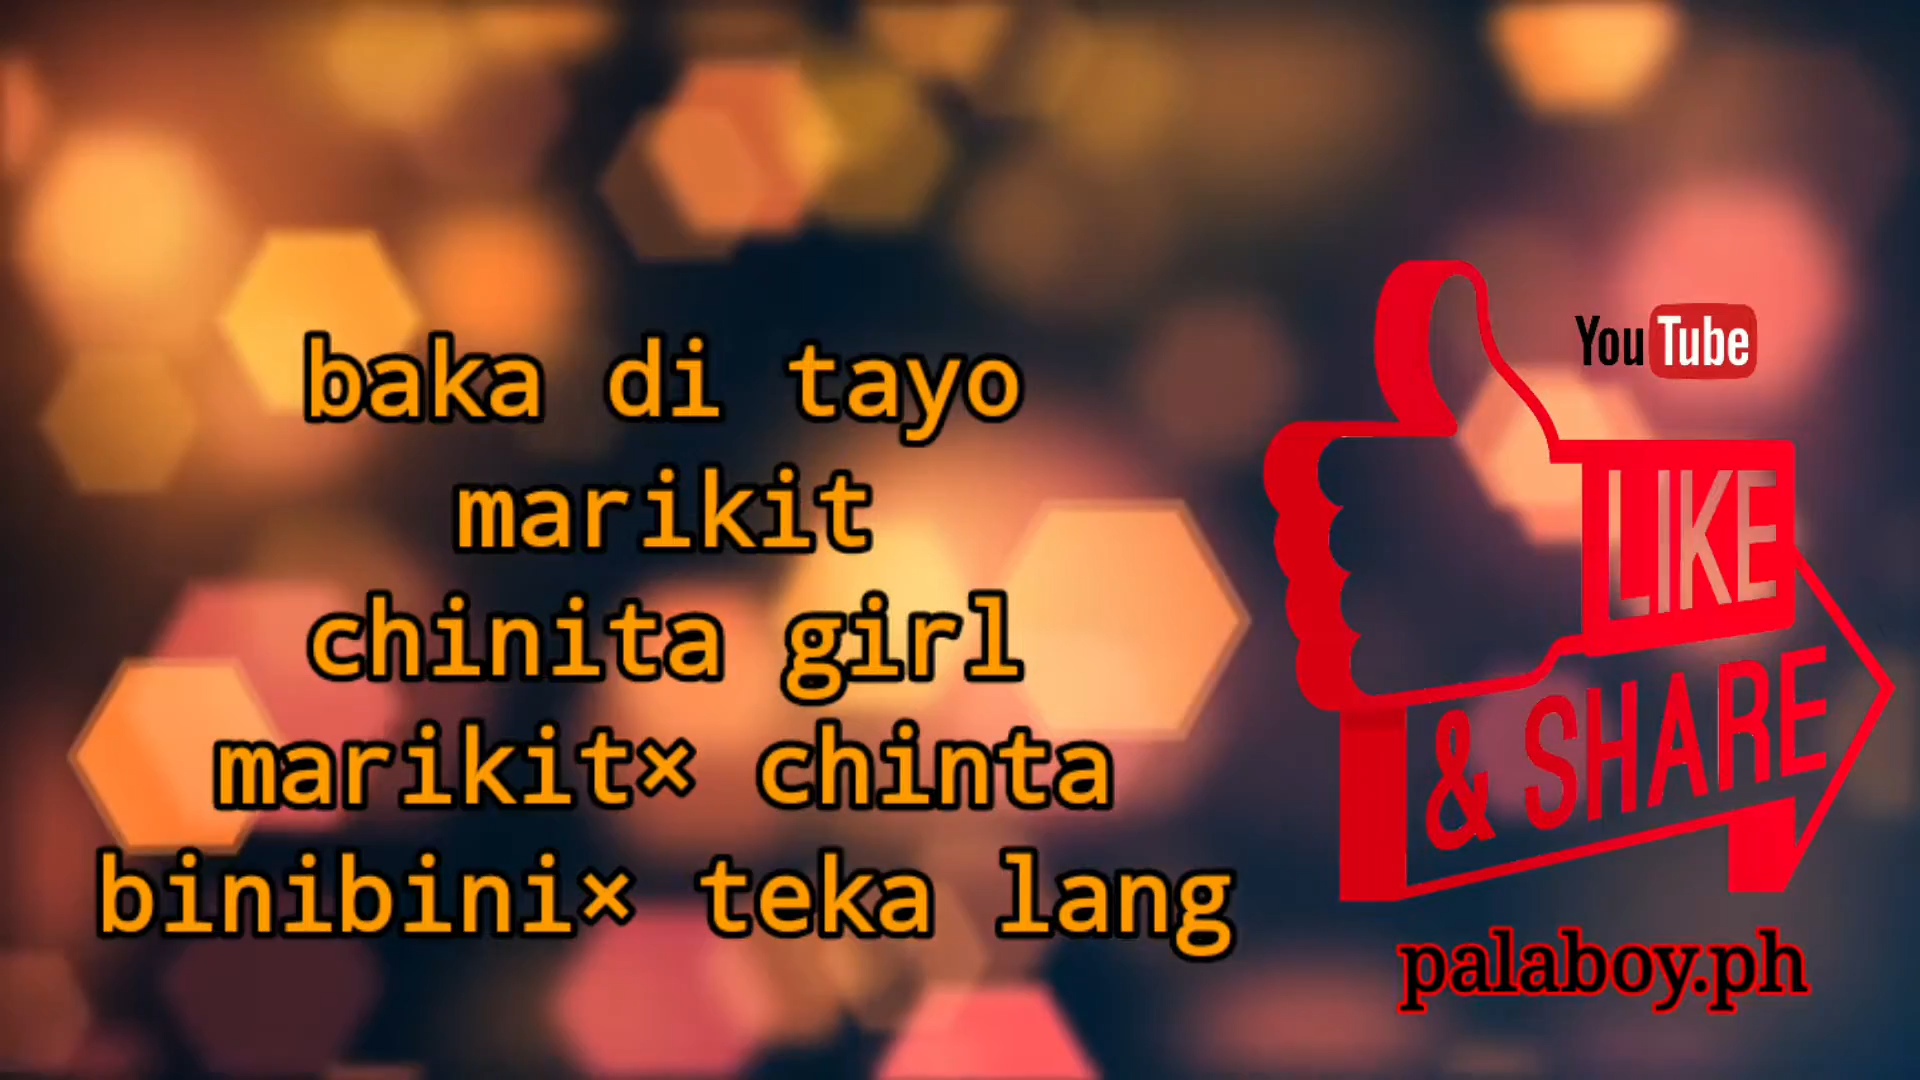 baka di tayo
marikit
chinita girl
marikit× chinta
binibini× teka lang
YouTube
LIKE
& SHARE
palaboy.ph